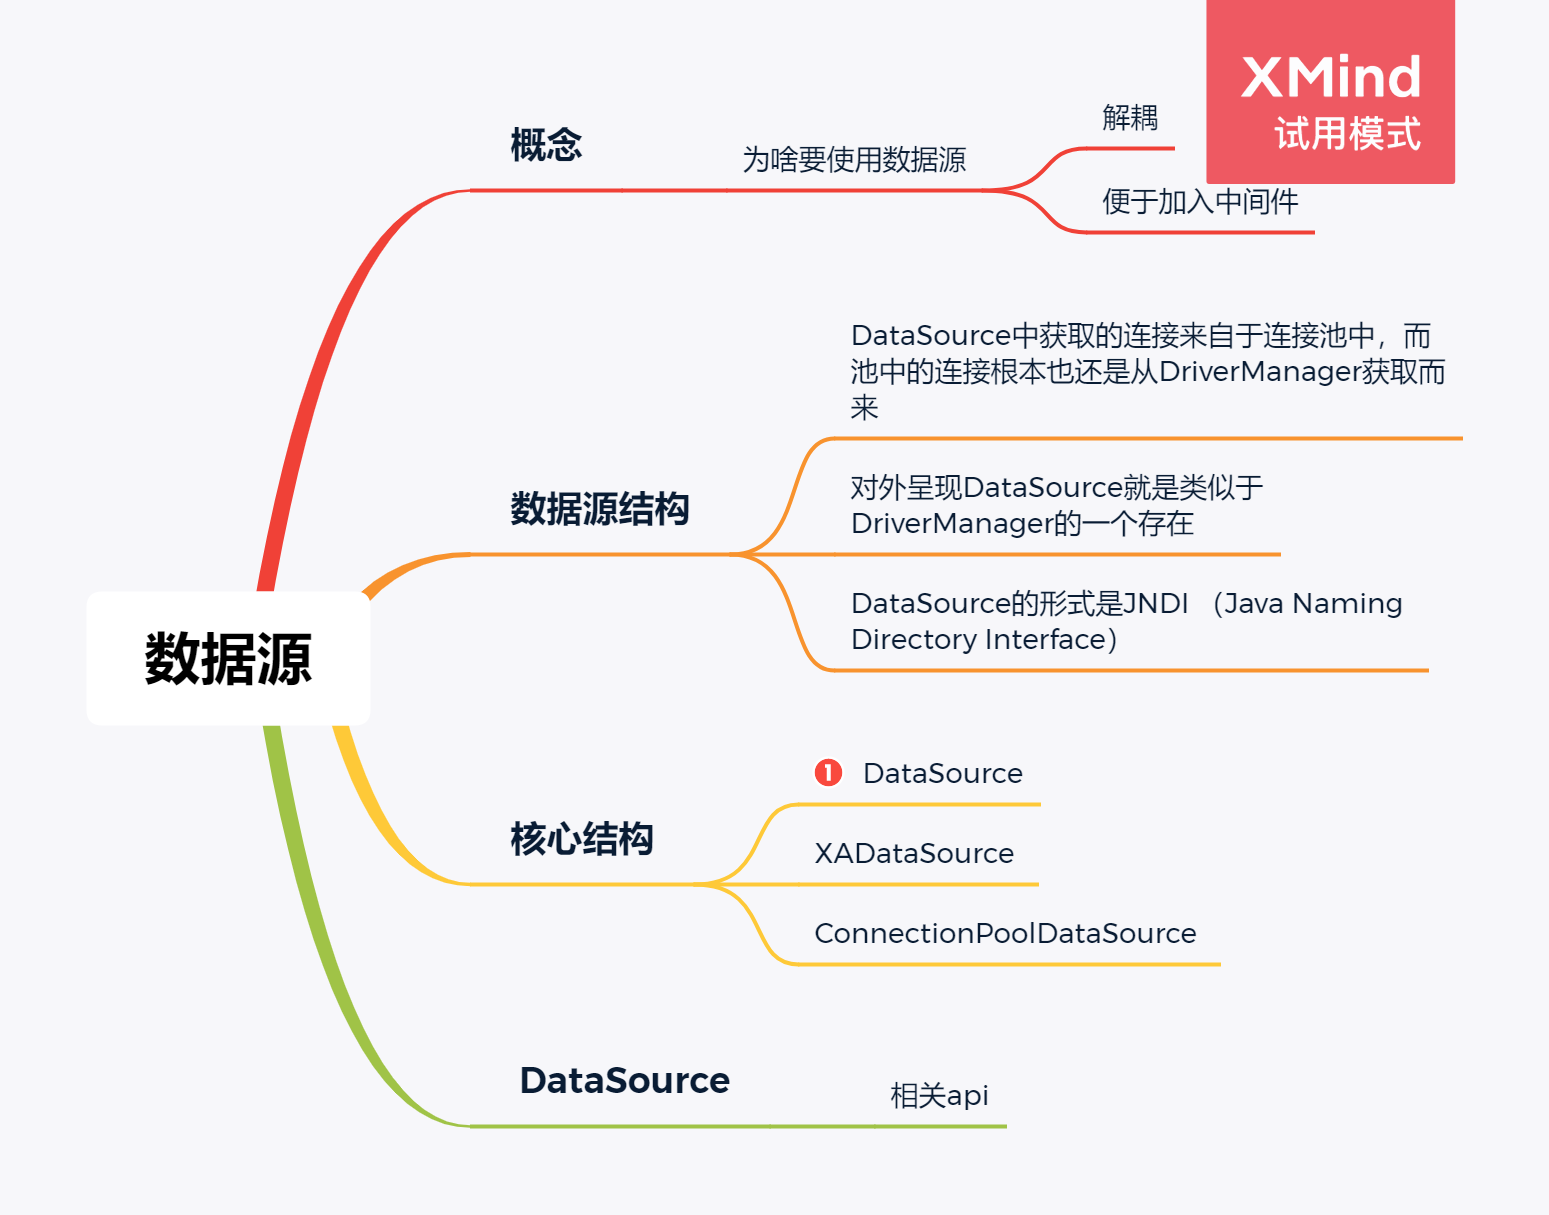 XMind
试用模式
概念
为啥要使用数据源
解耦
便于加入中间件
数据源
数据源结构
DataSource中获取的连接来自于连接池中，而
池中的连接根本也还是从DriverManager获取而
来
对外呈现DataSource就是类似于
DriverManager的一个存在
DataSource的形式是JNDI （Java Naming
Directory Interface）
核心结构
1 DataSource
XADataSource
ConnectionPoolDataSource
DataSource
相关api